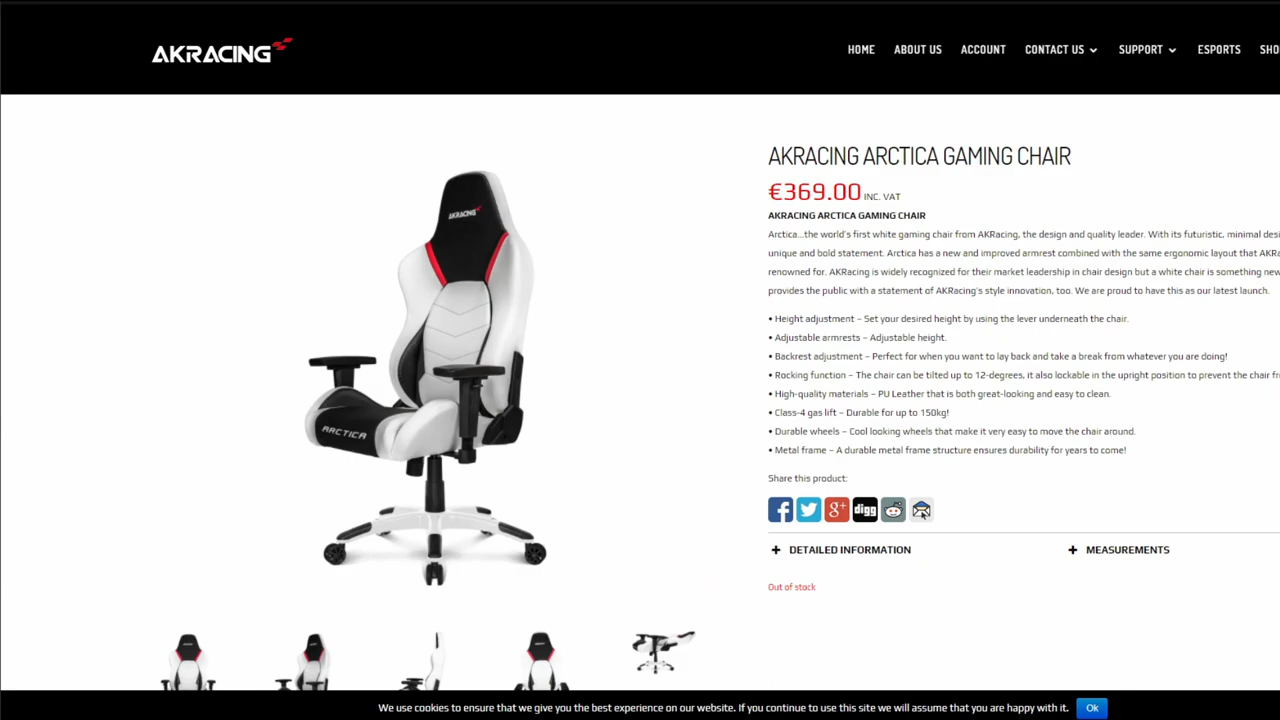 AKRACING
HOME ABOUT US ACCOUNT CONTACT US SUPPORT ESPORTS SHO
AKRACING
ARCTICA
AKRACING ARCTICA GAMING CHAIR
€369.00 INC. VAT
AKRACING ARCTICA GAMING CHAIR
Arctica...the world's first white gaming chair from AKRacing, the design and quality leader. With its futuristic, minimal desi
unique and bold statement. Arctica has a new and improved armrest combined with the same ergonomic layout that AKRa
renowned for. AKRacing is widely recognized for their market leadership in chair design but a white chair is something new
provides the public with a statement of AKRacing's style innovation, too. We are proud to have this as our latest launch.
• Height adjustment – Set your desired height by using the lever underneath the chair.
• Adjustable armrests – Adjustable height.
• Backrest adjustment – Perfect for when you want to lay back and take a break from whatever you are doing!
• Rocking function – The chair can be tilted up to 12-degrees, it also lockable in the upright position to prevent the chair fr
• High-quality materials – PU Leather that is both great-looking and easy to clean.
• Class-4 gas lift – Durable for up to 150kg!
• Durable wheels – Cool looking wheels that make it very easy to move the chair around.
• Metal frame – A durable metal frame structure ensures durability for years to come!
Share this product:
f g+ digg
+ DETAILED INFORMATION + MEASUREMENTS
Out of stock
We use cookies to ensure that we give you the best experience on our website. If you continue to use this site we will assume that you are happy with it. Ok